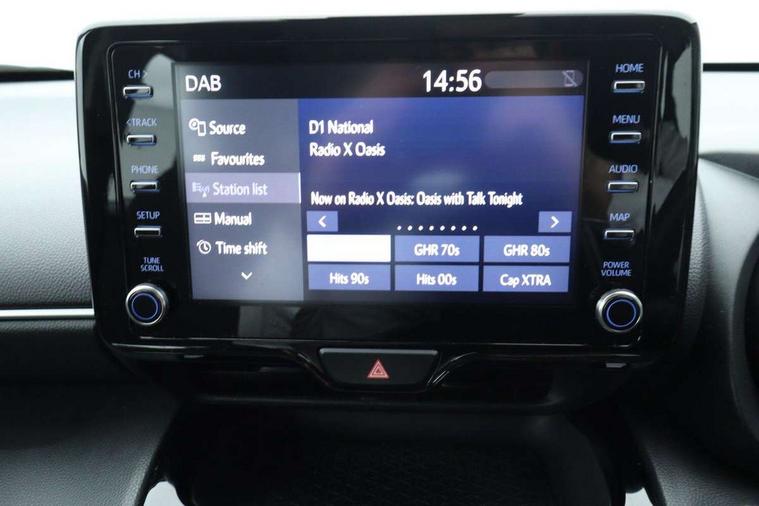 CH >
<TRACK
PHONE
SETUP
TUNE
SCROLL
DAB
14:56
Source
Favourites
Station list
Manual
Time shift
D1 National
Radio X Oasis
Now on Radio X Oasis: Oasis with Talk Tonight
GHR 70s
GHR 80s
Hits 90s
Hits 00s
Cap XTRA
HOME
MENU
AUDIO
MAP
POWER
VOLUME